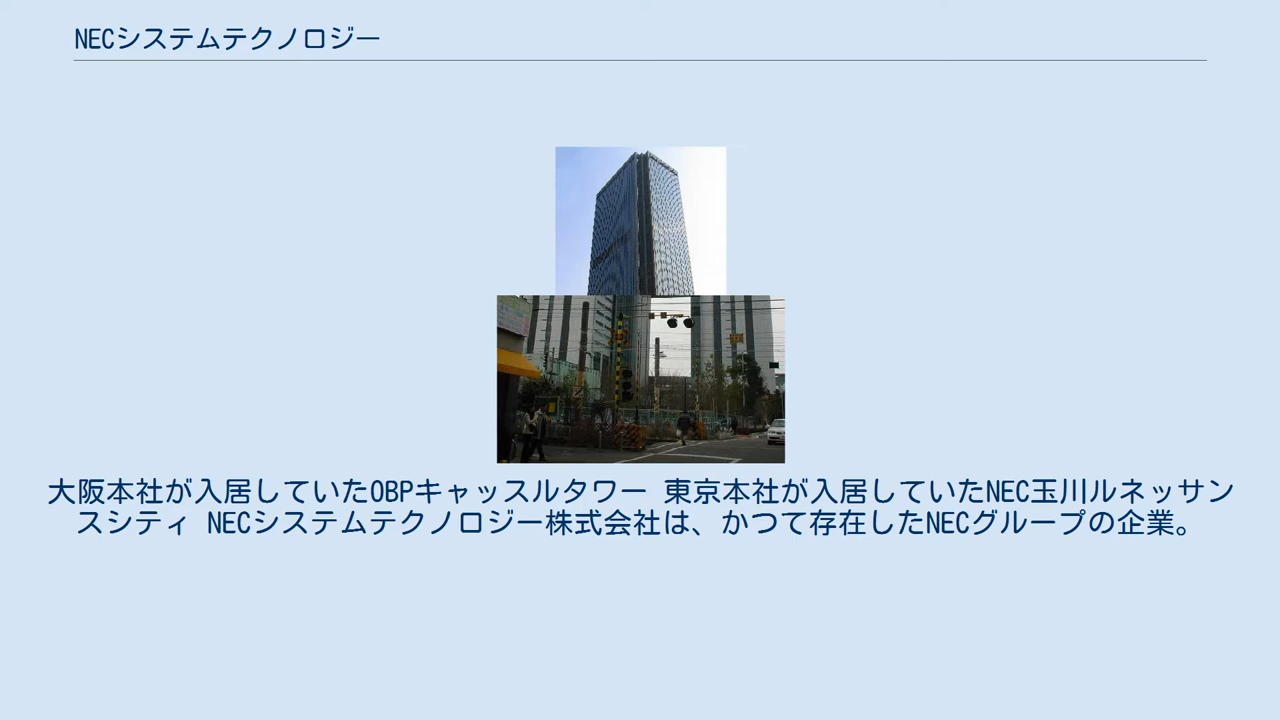 NECシステムテクノロジー
大阪本社が入居していたOBPキャッスルタワー 東京本社が入居していたNEC玉川ルネッサン
スシティ NECシステムテクノロジー株式会社は、かつて存在したNECグループの企業。